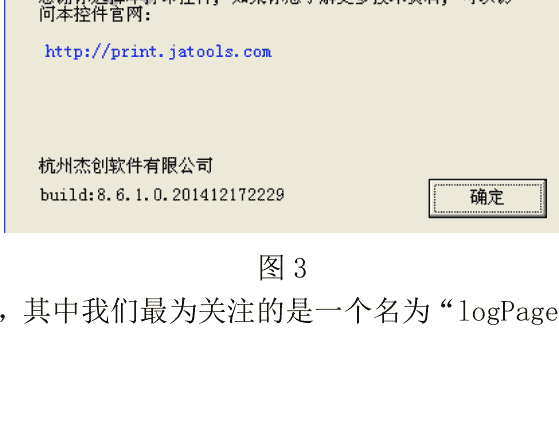 问本控件官网：
http://print.jatools.com
杭州杰创软件有限公司
build:8.6.1.0.201412172229
确定
图 3
，其中我们最为关注的是一个名为“logPage